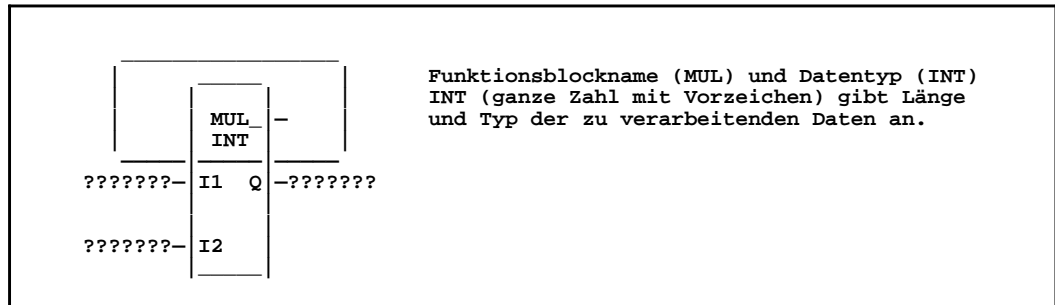 Funktionsblockname (MUL) und Datentyp (INT)
INT (ganze Zahl mit Vorzeichen) gibt Länge
und Typ der zu verarbeitenden Daten an.
MUL_
INT
???????–I1 Q–???????
???????–I2